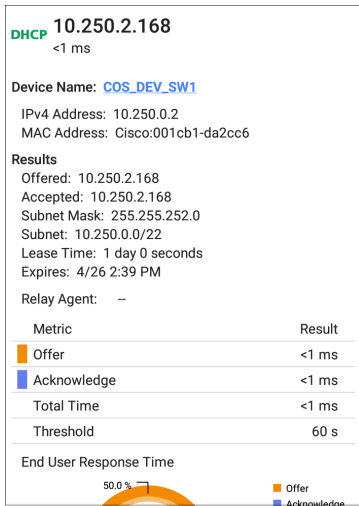 DHCP 10.250.2.168
<1 ms
Device Name: COS_DEV_SW1
IPv4 Address: 10.250.0.2
MAC Address: Cisco:001cb1-da2cc6
Results
Offered: 10.250.2.168
Accepted: 10.250.2.168
Subnet Mask: 255.255.252.0
Subnet: 10.250.0.0/22
Lease Time: 1 day 0 seconds
Expires: 4/26 2:39 PM
Relay Agent: --
Metric Result
Offer <1 ms
Acknowledge <1 ms
Total Time <1 ms
Threshold 60 s
End User Response Time
50.0 % Offer
Acknowledge